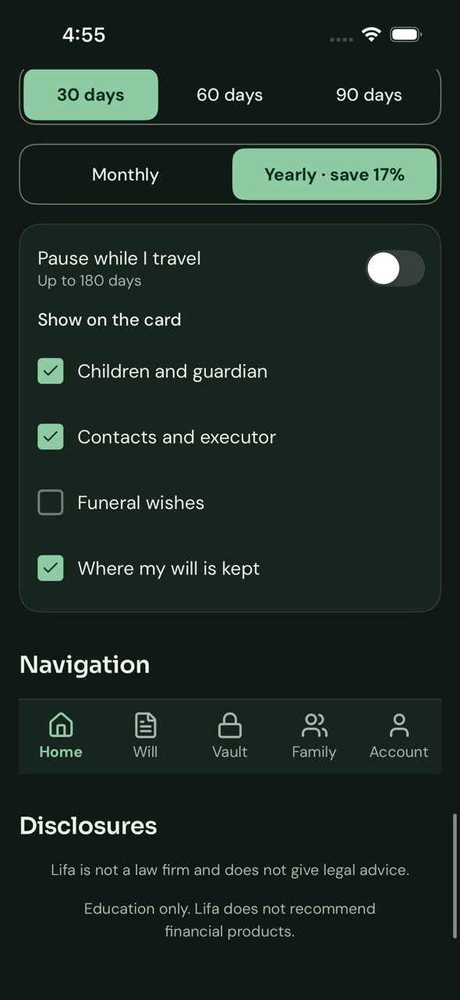 4:55
30 days
60 days
90 days
Monthly
Yearly · save 17%
Pause while I travel
Up to 180 days
Show on the card
Children and guardian
Contacts and executor
Funeral wishes
Where my will is kept
Navigation
Home
Will
Vault
Family
Account
Disclosures
Lifa is not a law firm and does not give legal advice.
Education only. Lifa does not recommend
financial products.